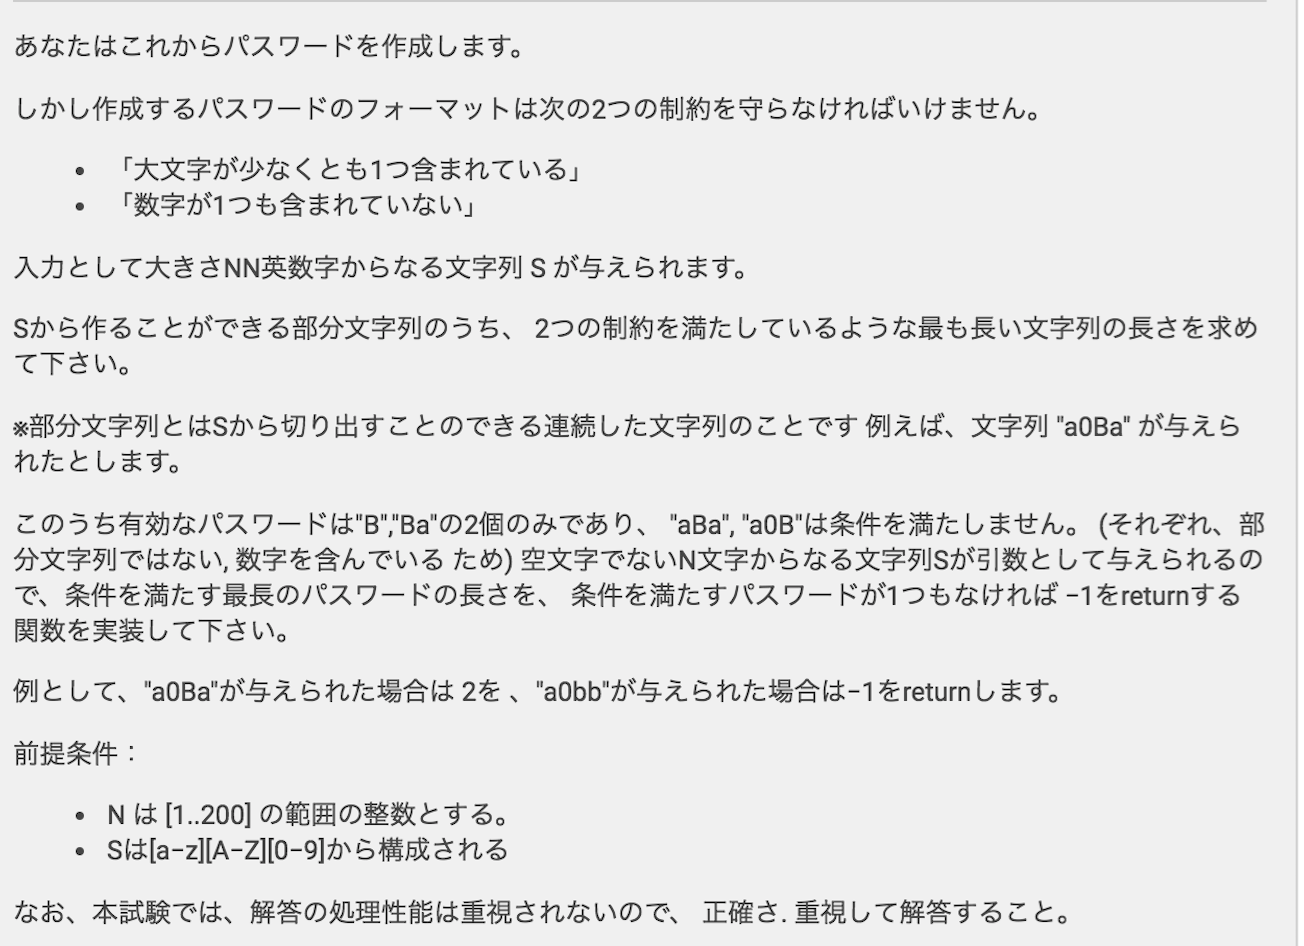 あなたはこれからパスワードを作成します。
しかし作成するパスワードのフォーマットは次の2つの制約を守らなければいけません。
• 「大文字が少なくとも1つ含まれている」
• 「数字が1つも含まれていない」
入力として大きさNN英数字からなる文字列 S が与えられます。
Sから作ることができる部分文字列のうち、 2つの制約を満たしているような最も長い文字列の長さを求め
て下さい。
※部分文字列とはSから切り出すことのできる連続した文字列のことです 例えば、文字列 "a0Ba" が与えら
れたとします。
このうち有効なパスワードは"B","Ba"の2個のみであり、 "aBa", "a0B"は条件を満たしません。 (それぞれ、部
分文字列ではない, 数字を含んでいる ため) 空文字でないN文字からなる文字列Sが引数として与えられるの
で、条件を満たす最長のパスワードの長さを、 条件を満たすパスワードが1つもなければ −1をreturnする
関数を実装して下さい。
例として、"a0Ba"が与えられた場合は 2を 、"a0bb"が与えられた場合は−1をreturnします。
前提条件：
• N は [1..200] の範囲の整数とする。
• Sは[a−z][A−Z][0−9]から構成される
なお、本試験では、解答の処理性能は重視されないので、 正確さ. 重視して解答すること。